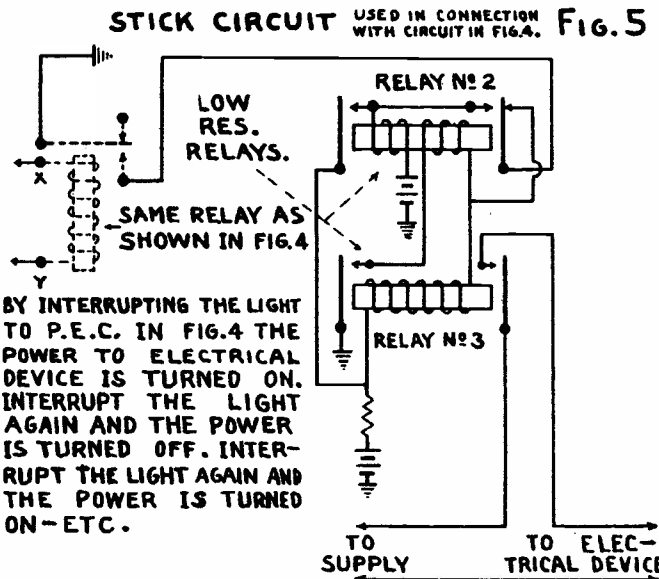 STICK CIRCUIT USED IN CONNECTION WITH CIRCUIT IN FIG.4. FIG. 5
RELAY Nº 2
LOW
RES.
RELAYS.
X
SAME RELAY AS
SHOWN IN FIG.4
Y
BY INTERRUPTING THE LIGHT
TO P.E.C. IN FIG.4 THE
POWER TO ELECTRICAL
DEVICE IS TURNED ON.
INTERRUPT THE LIGHT
AGAIN AND THE POWER
IS TURNED OFF. INTER-
RUPT THE LIGHT AGAIN AND
THE POWER IS TURNED
ON-ETC.
RELAY Nº 3
TO
SUPPLY
TO ELEC-
TRICAL DEVICE